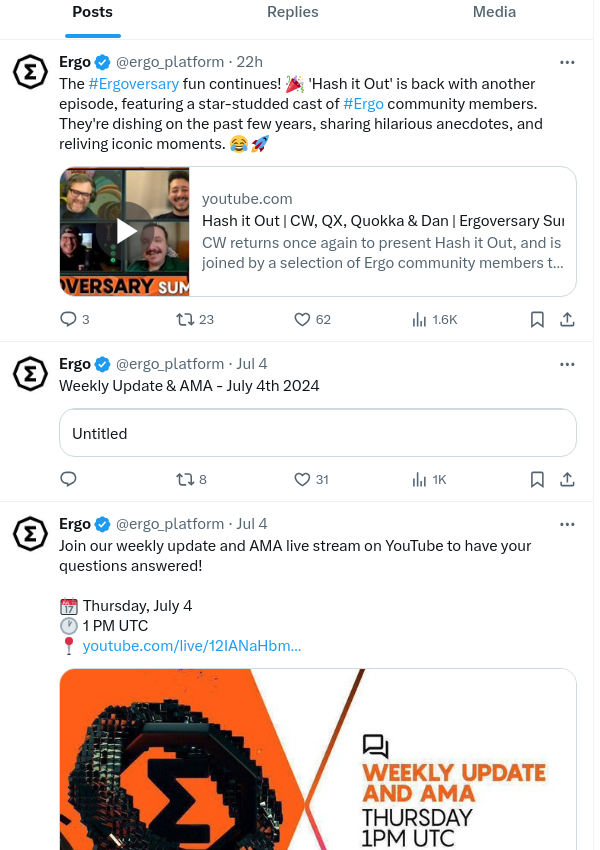 Posts Replies Media
Ergo @ergo_platform · 22h
The #Ergoversary fun continues! 🎉 'Hash it Out' is back with another
episode, featuring a star-studded cast of #Ergo community members.
They're dishing on the past few years, sharing hilarious anecdotes, and
reliving iconic moments. 😂🚀
youtube.com
Hash it Out | CW, QX, Quokka & Dan | Ergoversary Sur
CW returns once again to present Hash it Out, and is
joined by a selection of Ergo community members t...
OVERSARY SUM
3 23 62 1.6K
Ergo @ergo_platform · Jul 4
Weekly Update & AMA - July 4th 2024
Untitled
8 31 1K
Ergo @ergo_platform · Jul 4
Join our weekly update and AMA live stream on YouTube to have your
questions answered!
📅 Thursday, July 4
🕐 1 PM UTC
📍 youtube.com/live/12IANaHbm...
WEEKLY UPDATE
AND AMA
THURSDAY
1PM UTC